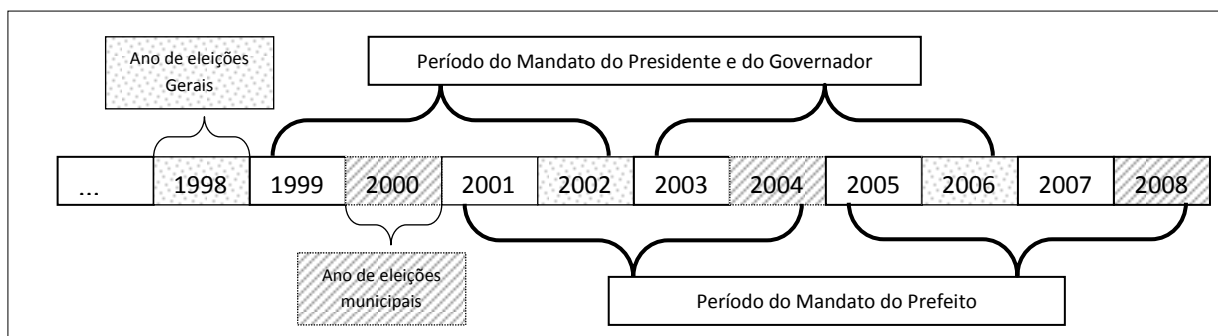 Ano de eleições
Gerais
Período do Mandato do Presidente e do Governador
... 1998 1999 2000 2001 2002 2003 2004 2005 2006 2007 2008
Ano de eleições
municipais
Período do Mandato do Prefeito